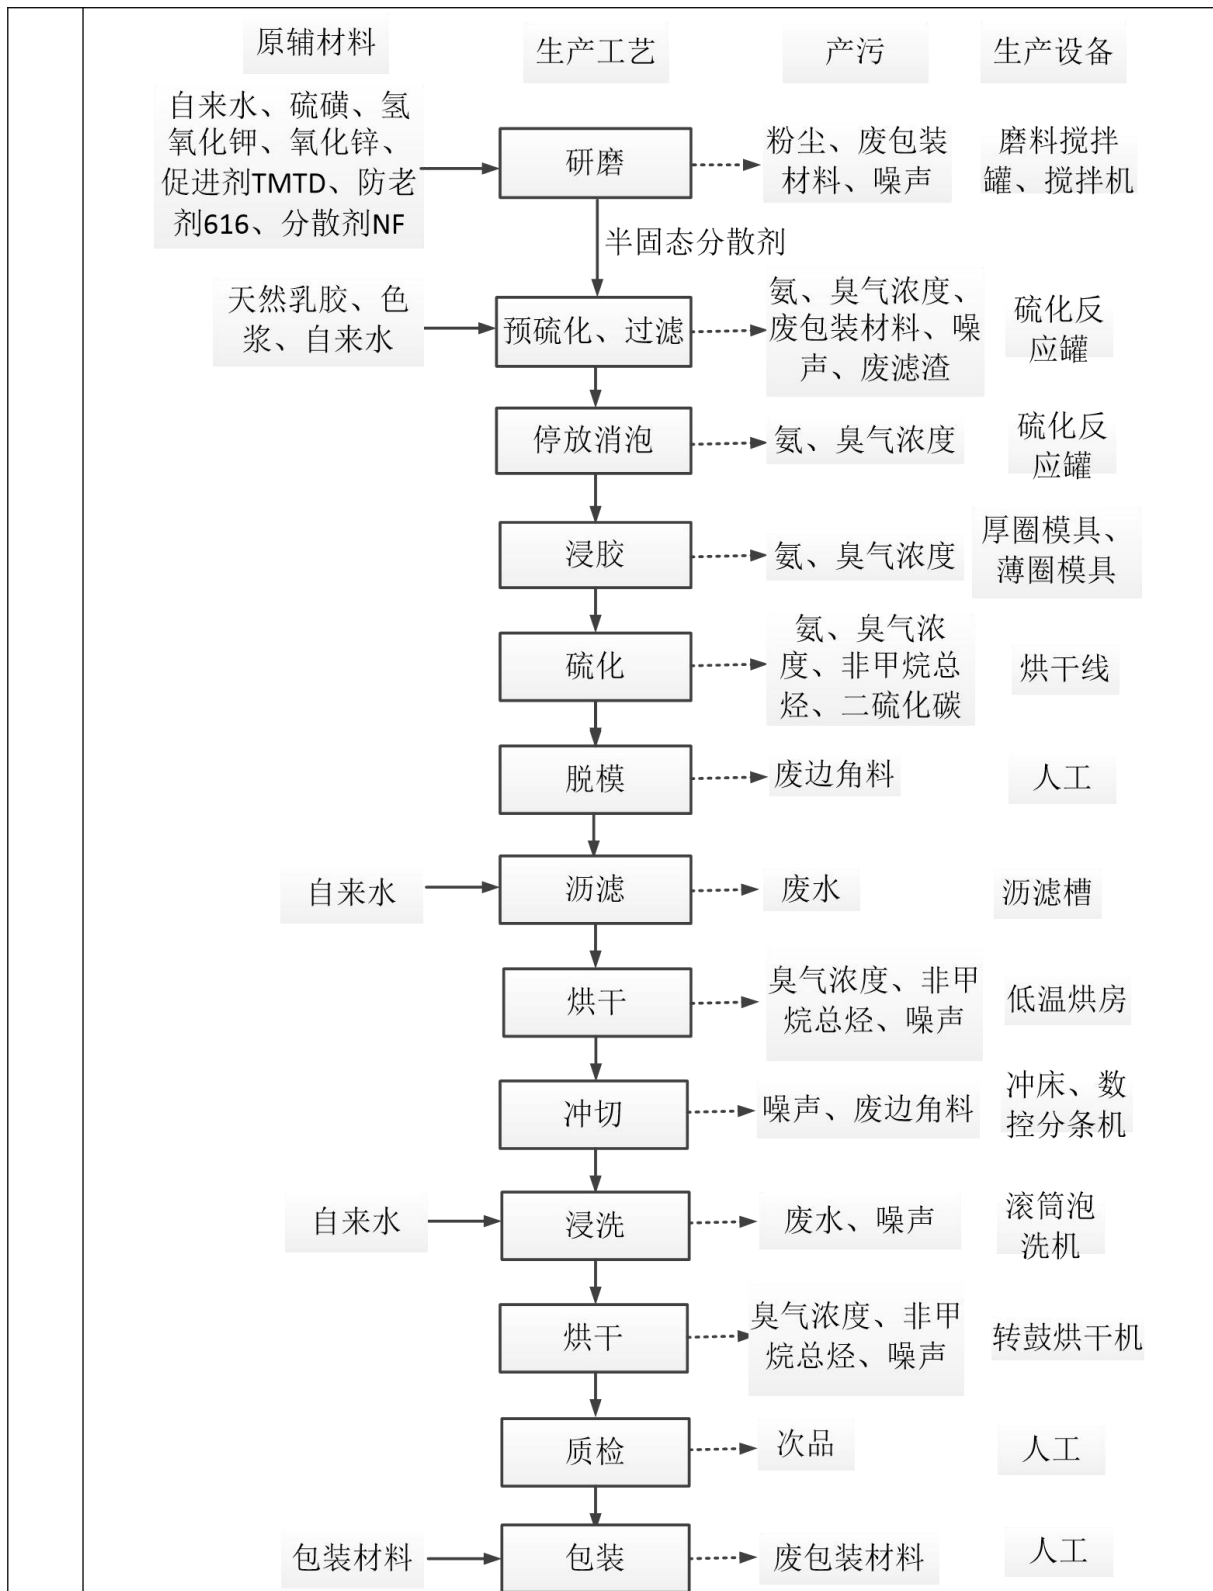 原辅材料
生产工艺
产污
生产设备
自来水、硫磺、氢
氧化钾、氧化锌、
促进剂TMTD、防老
剂616、分散剂NF
研磨
粉尘、废包装
材料、噪声
磨料搅拌
罐、搅拌机
半固态分散剂
天然乳胶、色
浆、自来水
预硫化、过滤
氨、臭气浓度、
废包装材料、噪
声、废滤渣
硫化反
应罐
停放消泡
氨、臭气浓度
硫化反
应罐
浸胶
氨、臭气浓度
厚圈模具、
薄圈模具
硫化
氨、臭气浓
度、非甲烷总
烃、二硫化碳
烘干线
脱模
废边角料
人工
自来水
沥滤
废水
沥滤槽
烘干
臭气浓度、非甲
烷总烃、噪声
低温烘房
冲切
噪声、废边角料
冲床、数
控分条机
自来水
浸洗
废水、噪声
滚筒泡
洗机
烘干
臭气浓度、非甲
烷总烃、噪声
转鼓烘干机
质检
次品
人工
包装材料
包装
废包装材料
人工